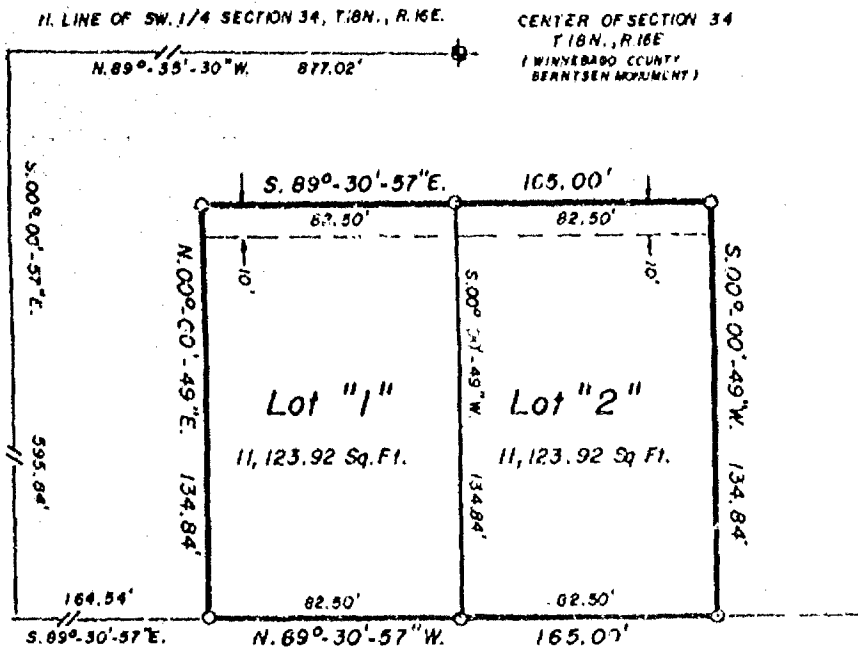 N. LINE OF SW. 1/4 SECTION 34, T.18N., R.16E.
CENTER OF SECTION 34
T 18N., R.16E
( WINNEBAGO COUNTY
BERNTSEN MONUMENT )
N. 89°-35'-30"W. 877.02'
S. 89°-30'-57"E. 165.00'
82.50' 82.50'
10' 10'
S. 00°-00'-57"E. 595.84'
N. 00°-00'-49"E. 134.84'
S. 00° -49"W. 134.84'
S. 00°-00'-49"W. 134.84'
Lot "1" Lot "2"
11,123.92 Sq. Ft. 11,123.92 Sq Ft.
164.54' 82.50' 82.50'
S. 89°-30'-57"E. N. 89°-30'-57"W. 165.00'